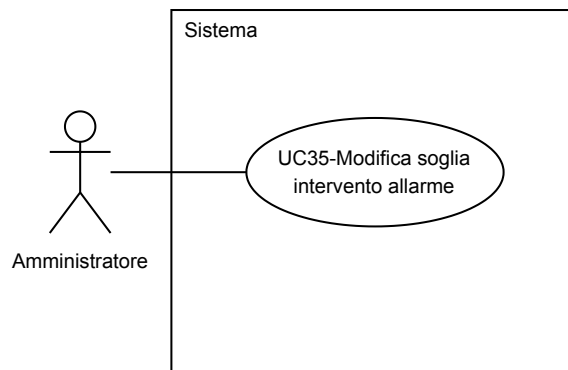 Sistema
UC35-Modifica soglia
intervento allarme
Amministratore